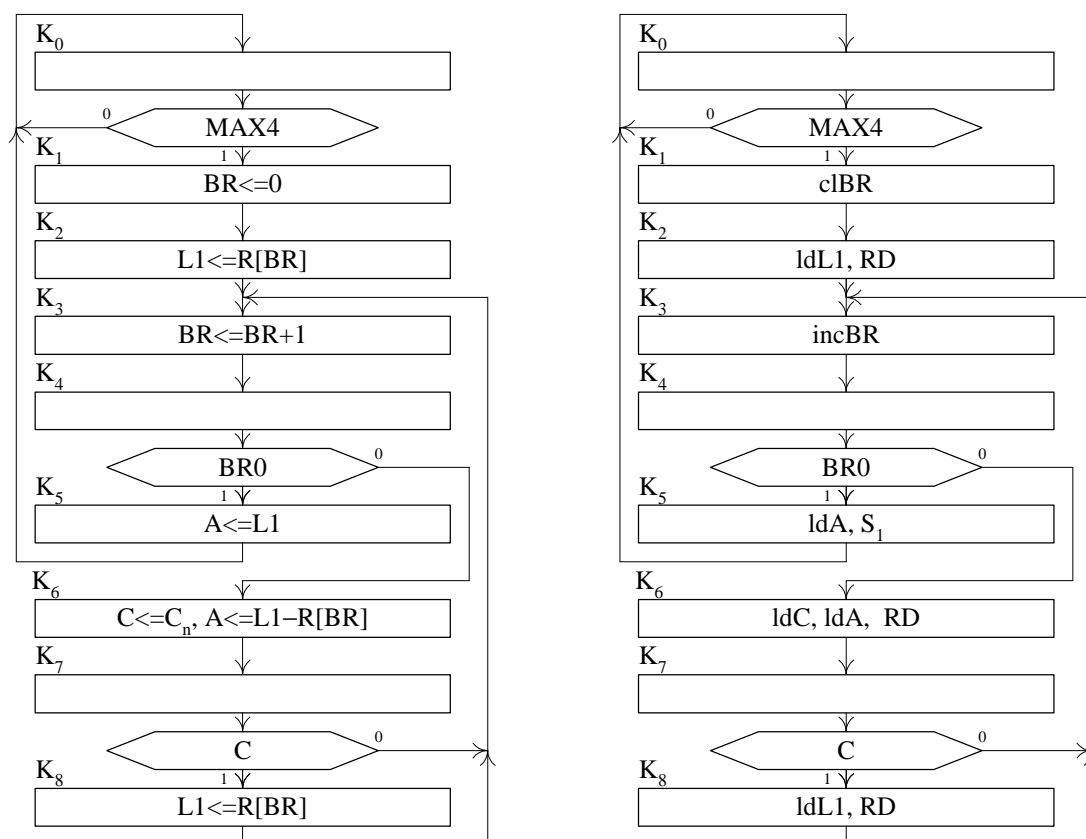 K₀
MAX4
0
1
K₁
BR<=0
K₂
L1<=R[BR]
K₃
BR<=BR+1
K₄
BR0
0
1
K₅
A<=L1
K₆
C<=Cₙ, A<=L1−R[BR]
K₇
C
0
1
K₈
L1<=R[BR]
K₀
MAX4
0
1
K₁
clBR
K₂
ldL1, RD
K₃
incBR
K₄
BR0
0
1
K₅
ldA, S₁
K₆
ldC, ldA, RD
K₇
C
0
1
K₈
ldL1, RD